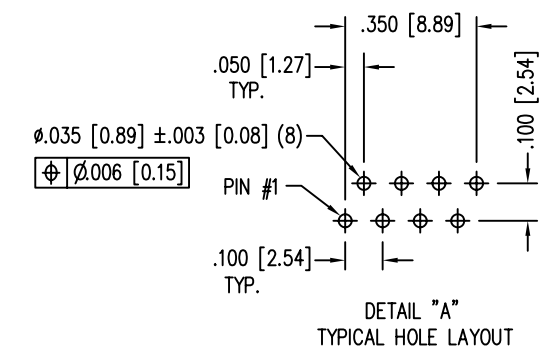 .350 [8.89]
.050 [1.27]
TYP.
.100 [2.54]
⌀.035 [0.89] ±.003 [0.08] (8)
⌖ ⌀.006 [0.15]
PIN #1
.100 [2.54]
TYP.
DETAIL "A"
TYPICAL HOLE LAYOUT